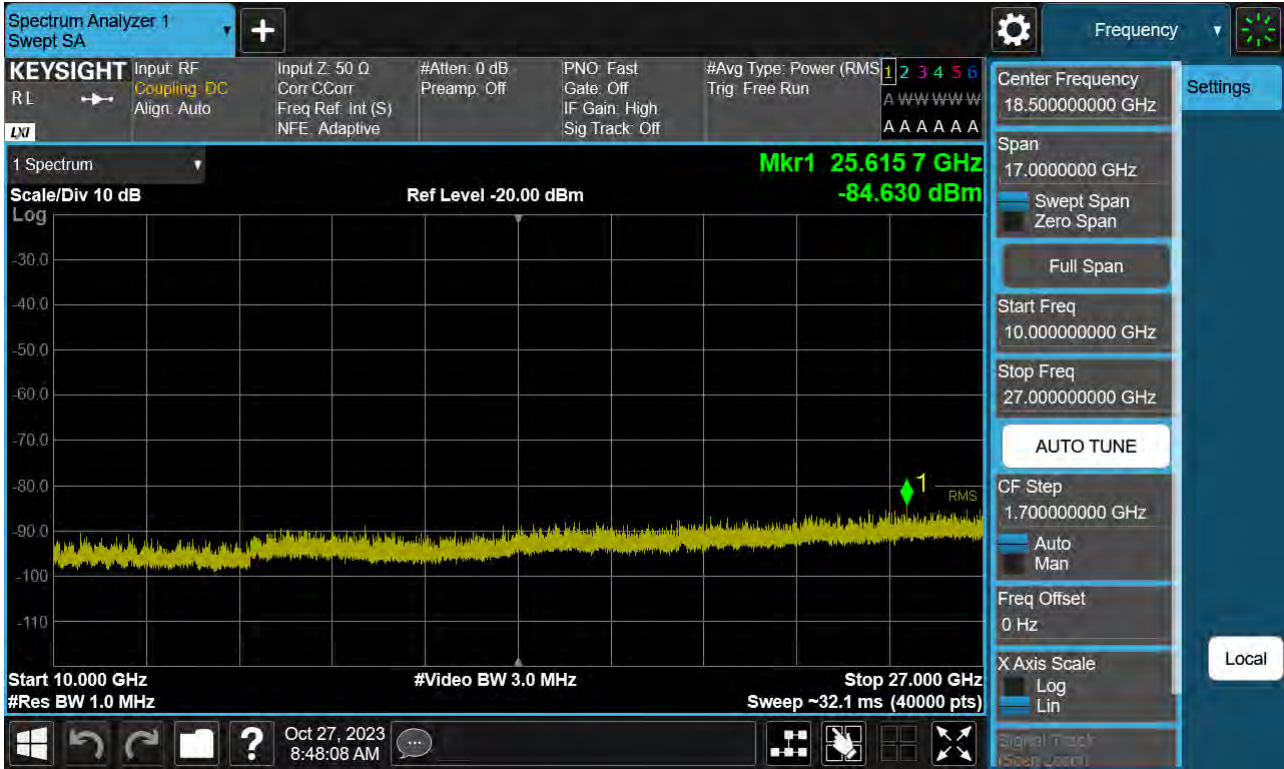 Spectrum Analyzer 1
Swept SA
Frequency
KEYSIGHT
RL
LXI
Input: RF
Coupling: DC
Align: Auto
Input Z: 50 Ω
Corr CCorr
Freq Ref: Int (S)
NFE: Adaptive
#Atten: 0 dB
Preamp: Off
PNO: Fast
Gate: Off
IF Gain: High
Sig Track: Off
#Avg Type: Power (RMS
Trig: Free Run
1 2 3 4 5 6
A W W W W W
A A A A A A
1 Spectrum
Scale/Div 10 dB
Log
Ref Level -20.00 dBm
Mkr1 25.615 7 GHz
-84.630 dBm
-30.0
-40.0
-50.0
-60.0
-70.0
-80.0
-90.0
-100
-110
1
RMS
Start 10.000 GHz
#Res BW 1.0 MHz
#Video BW 3.0 MHz
Stop 27.000 GHz
Sweep ~32.1 ms (40000 pts)
Center Frequency
18.500000000 GHz
Span
17.0000000 GHz
Swept Span
Zero Span
Full Span
Start Freq
10.000000000 GHz
Stop Freq
27.000000000 GHz
AUTO TUNE
CF Step
1.700000000 GHz
Auto
Man
Freq Offset
0 Hz
X Axis Scale
Log
Lin
Signal Track
(Span Zoom)
Settings
Local
?
Oct 27, 2023
8:48:08 AM